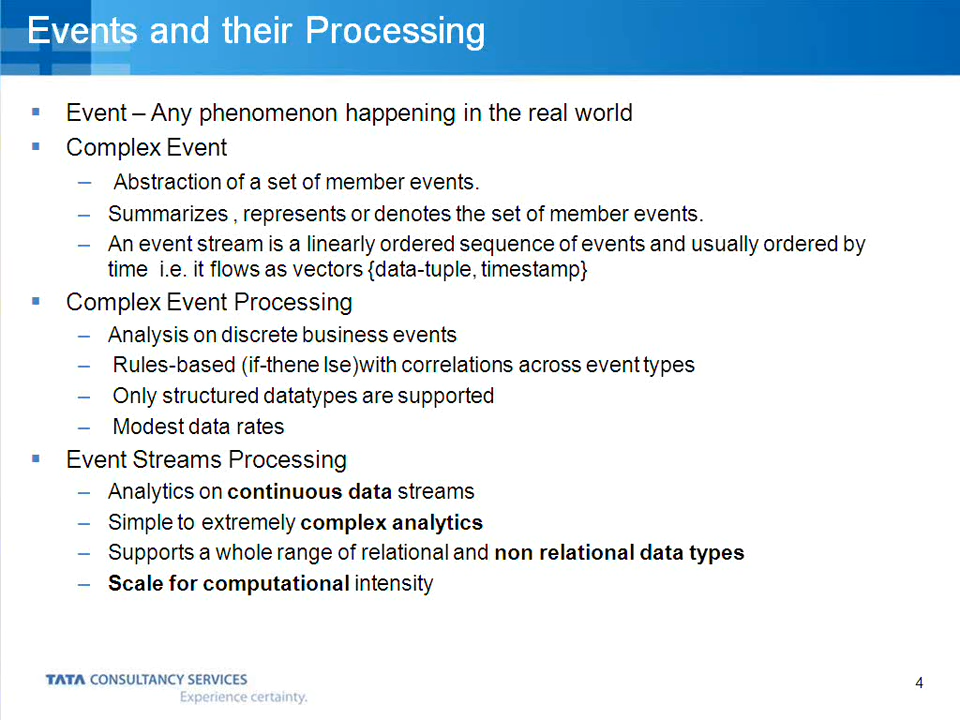 Events and their Processing
▪ Event – Any phenomenon happening in the real world
▪ Complex Event
– Abstraction of a set of member events.
– Summarizes , represents or denotes the set of member events.
– An event stream is a linearly ordered sequence of events and usually ordered by
time i.e. it flows as vectors {data-tuple, timestamp}
▪ Complex Event Processing
– Analysis on discrete business events
– Rules-based (if-thene lse)with correlations across event types
– Only structured datatypes are supported
– Modest data rates
▪ Event Streams Processing
– Analytics on continuous data streams
– Simple to extremely complex analytics
– Supports a whole range of relational and non relational data types
– Scale for computational intensity
TATA CONSULTANCY SERVICES
Experience certainty.
4